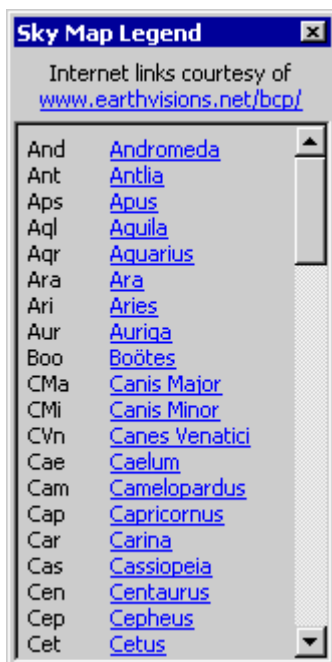 Sky Map Legend
Internet links courtesy of
www.earthvisions.net/bcp/
And Andromeda
Ant Antlia
Aps Apus
Aql Aquila
Aqr Aquarius
Ara Ara
Ari Aries
Aur Auriga
Boo Boötes
CMa Canis Major
CMi Canis Minor
CVn Canes Venatici
Cae Caelum
Cam Camelopardus
Cap Capricornus
Car Carina
Cas Cassiopeia
Cen Centaurus
Cep Cepheus
Cet Cetus